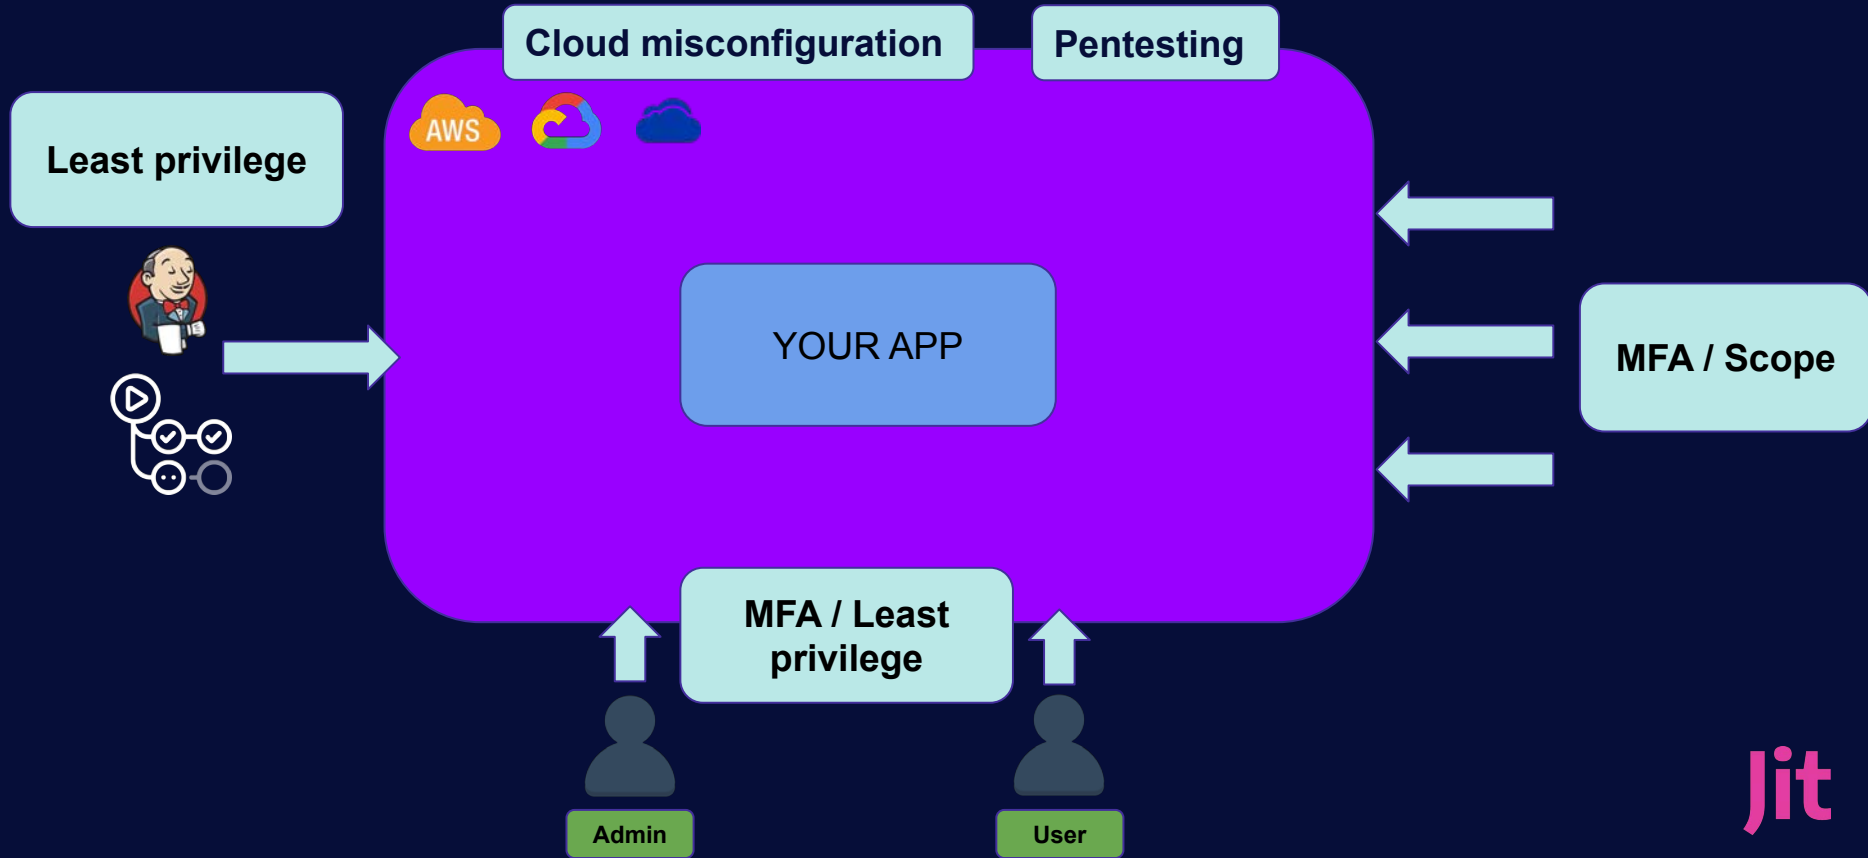 Cloud misconfiguration
Pentesting
AWS
Least privilege
YOUR APP
MFA / Scope
MFA / Least
privilege
Admin
User
Jit